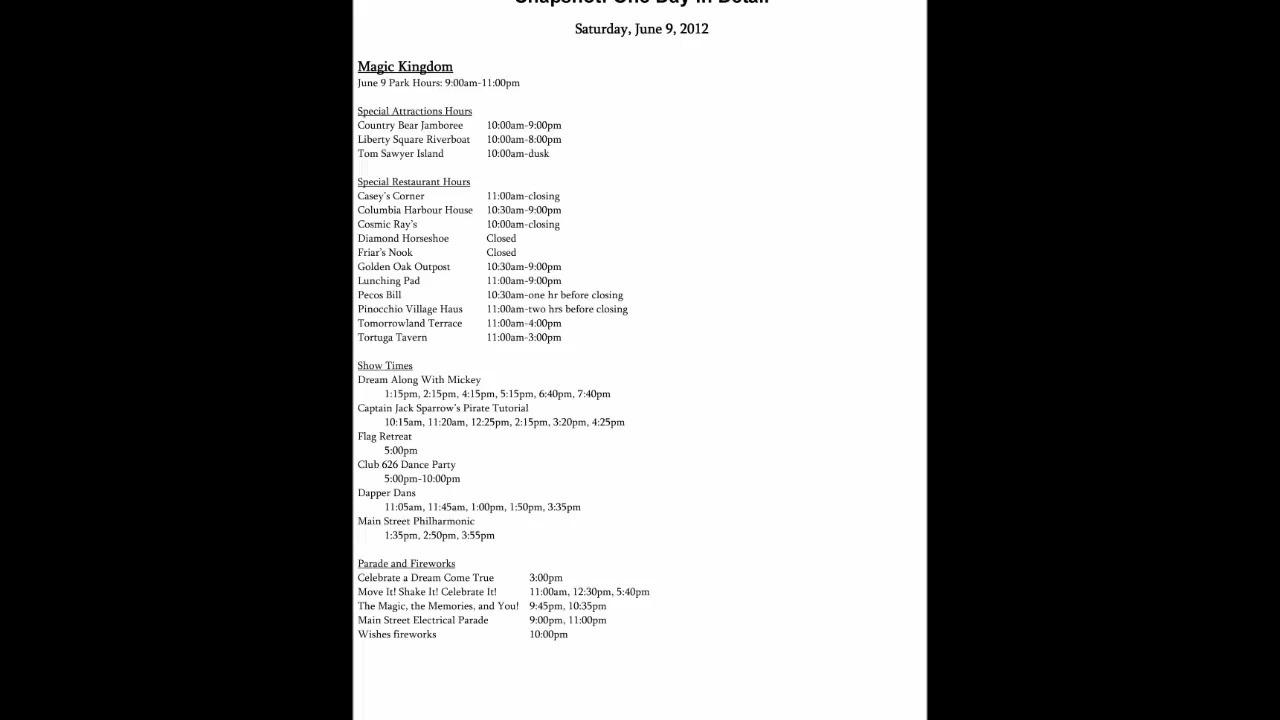 Snapshot: One Day in Detail
Saturday, June 9, 2012
Magic Kingdom
June 9 Park Hours: 9:00am-11:00pm
Special Attractions Hours
Country Bear Jamboree 10:00am-9:00pm
Liberty Square Riverboat 10:00am-8:00pm
Tom Sawyer Island 10:00am-dusk
Special Restaurant Hours
Casey's Corner 11:00am-closing
Columbia Harbour House 10:30am-9:00pm
Cosmic Ray's 10:00am-closing
Diamond Horseshoe Closed
Friar's Nook Closed
Golden Oak Outpost 10:30am-9:00pm
Lunching Pad 11:00am-9:00pm
Pecos Bill 10:30am-one hr before closing
Pinocchio Village Haus 11:00am-two hrs before closing
Tomorrowland Terrace 11:00am-4:00pm
Tortuga Tavern 11:00am-3:00pm
Show Times
Dream Along With Mickey
1:15pm, 2:15pm, 4:15pm, 5:15pm, 6:40pm, 7:40pm
Captain Jack Sparrow's Pirate Tutorial
10:15am, 11:20am, 12:25pm, 2:15pm, 3:20pm, 4:25pm
Flag Retreat
5:00pm
Club 626 Dance Party
5:00pm-10:00pm
Dapper Dans
11:05am, 11:45am, 1:00pm, 1:50pm, 3:35pm
Main Street Philharmonic
1:35pm, 2:50pm, 3:55pm
Parade and Fireworks
Celebrate a Dream Come True 3:00pm
Move It! Shake It! Celebrate It! 11:00am, 12:30pm, 5:40pm
The Magic, the Memories, and You! 9:45pm, 10:35pm
Main Street Electrical Parade 9:00pm, 11:00pm
Wishes fireworks 10:00pm